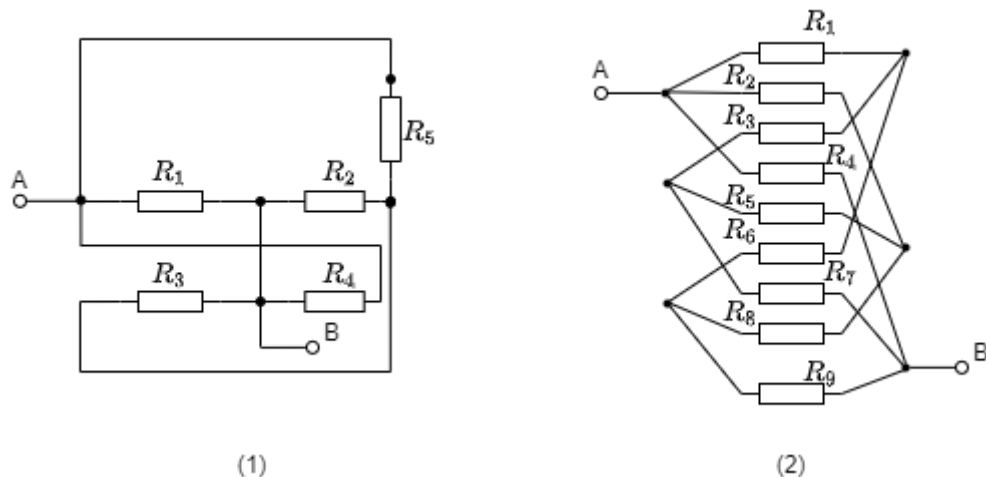 A
R₁
R₂
R₅
R₃
R₄
B
(1)
A
R₁
R₂
R₃
R₄
R₅
R₆
R₇
R₈
R₉
B
(2)